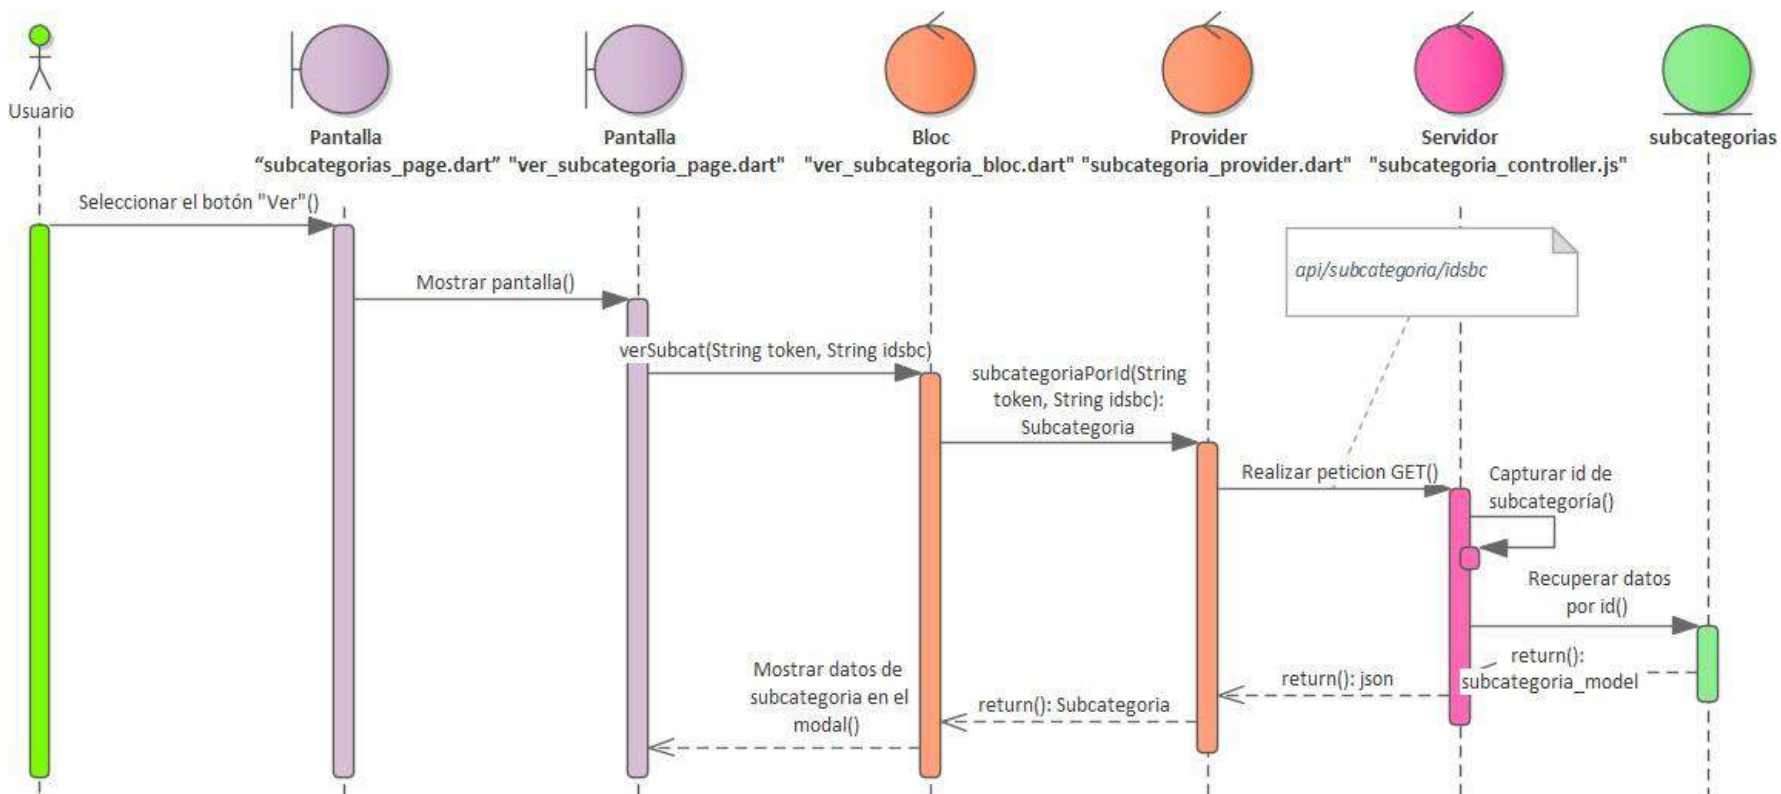 Usuario
Pantalla
“subcategorias_page.dart”
Pantalla
"ver_subcategoria_page.dart"
Bloc
"ver_subcategoria_bloc.dart"
Provider
"subcategoria_provider.dart"
Servidor
"subcategoria_controller.js"
subcategorias
Seleccionar el botón "Ver"()
api/subcategoria/idsbc
Mostrar pantalla()
verSubcat(String token, String idsbc)
subcategoriaPorId(String
token, String idsbc):
Subcategoria
Realizar peticion GET()
Capturar id de
subcategoría()
Recuperar datos
por id()
return():
subcategoria_model
return(): json
return(): Subcategoria
Mostrar datos de
subcategoria en el
modal()